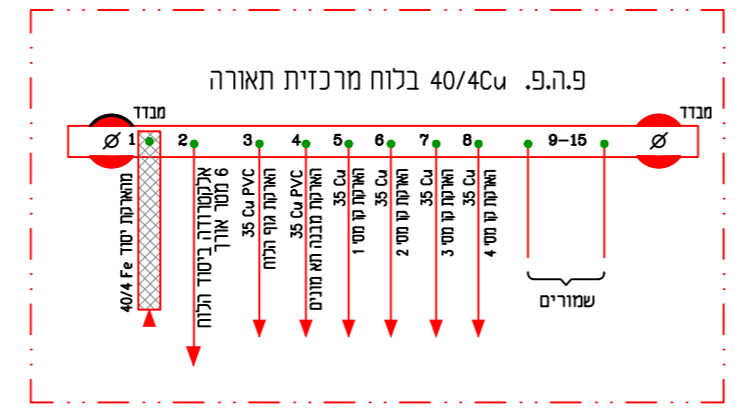 פ.ה.פ. 40/4Cu בלוח מרכזית תאורה
מבדד
מבדד
Ø 1 2 3 4 5 6 7 8 9-15 Ø
40/4 Fe מהארקת יסוד
אלקטרודה ביסוד הלוח
6 מטר אורך
35 Cu PVC
הארקת גוף הלוח
35 Cu PVC
הארקת מבנה תא מונים
35 Cu
הארקת קו מס' 1
35 Cu
הארקת קו מס' 2
35 Cu
הארקת קו מס' 3
35 Cu
הארקת קו מס' 4
שמורים